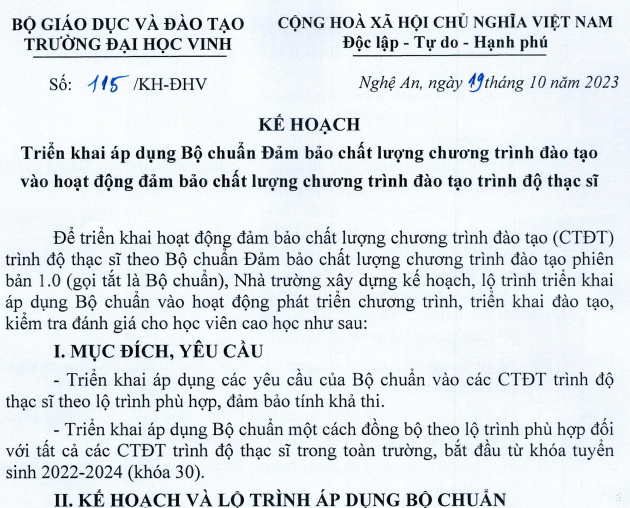 BỘ GIÁO DỤC VÀ ĐÀO TẠO
TRƯỜNG ĐẠI HỌC VINH
CỘNG HOÀ XÃ HỘI CHỦ NGHĨA VIỆT NAM
Độc lập - Tự do - Hạnh phú
Số: 115 /KH-ĐHV
Nghệ An, ngày 19 tháng 10 năm 2023
KẾ HOẠCH
Triển khai áp dụng Bộ chuẩn Đảm bảo chất lượng chương trình đào tạo
vào hoạt động đảm bảo chất lượng chương trình đào tạo trình độ thạc sĩ
Để triển khai hoạt động đảm bảo chất lượng chương trình đào tạo (CTĐT)
trình độ thạc sĩ theo Bộ chuẩn Đảm bảo chất lượng chương trình đào tạo phiên
bản 1.0 (gọi tắt là Bộ chuẩn), Nhà trường xây dựng kế hoạch, lộ trình triển khai
áp dụng Bộ chuẩn vào hoạt động phát triển chương trình, triển khai đào tạo,
kiểm tra đánh giá cho học viên cao học như sau:
I. MỤC ĐÍCH, YÊU CẦU
- Triển khai áp dụng các yêu cầu của Bộ chuẩn vào các CTĐT trình độ
thạc sĩ theo lộ trình phù hợp, đảm bảo tính khả thi.
- Triển khai áp dụng Bộ chuẩn một cách đồng bộ theo lộ trình phù hợp đối
với tất cả các CTĐT trình độ thạc sĩ trong toàn trường, bắt đầu từ khóa tuyển
sinh 2022-2024 (khóa 30).
II. KẾ HOẠCH VÀ LỘ TRÌNH ÁP DỤNG BỘ CHUẨN